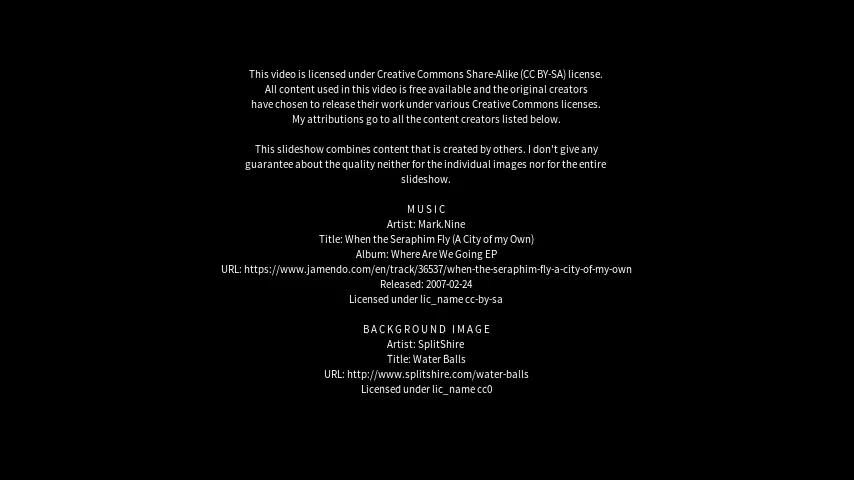 This video is licensed under Creative Commons Share-Alike (CC BY-SA) license.
All content used in this video is free available and the original creators
have chosen to release their work under various Creative Commons licenses.
My attributions go to all the content creators listed below.
This slideshow combines content that is created by others. I don't give any
guarantee about the quality neither for the individual images nor for the entire
slideshow.
MUSIC
Artist: Mark.Nine
Title: When the Seraphim Fly (A City of my Own)
Album: Where Are We Going EP
URL: https://www.jamendo.com/en/track/36537/when-the-seraphim-fly-a-city-of-my-own
Released: 2007-02-24
Licensed under lic_name cc-by-sa
BACKGROUND IMAGE
Artist: SplitShire
Title: Water Balls
URL: http://www.splitshire.com/water-balls
Licensed under lic_name cc0